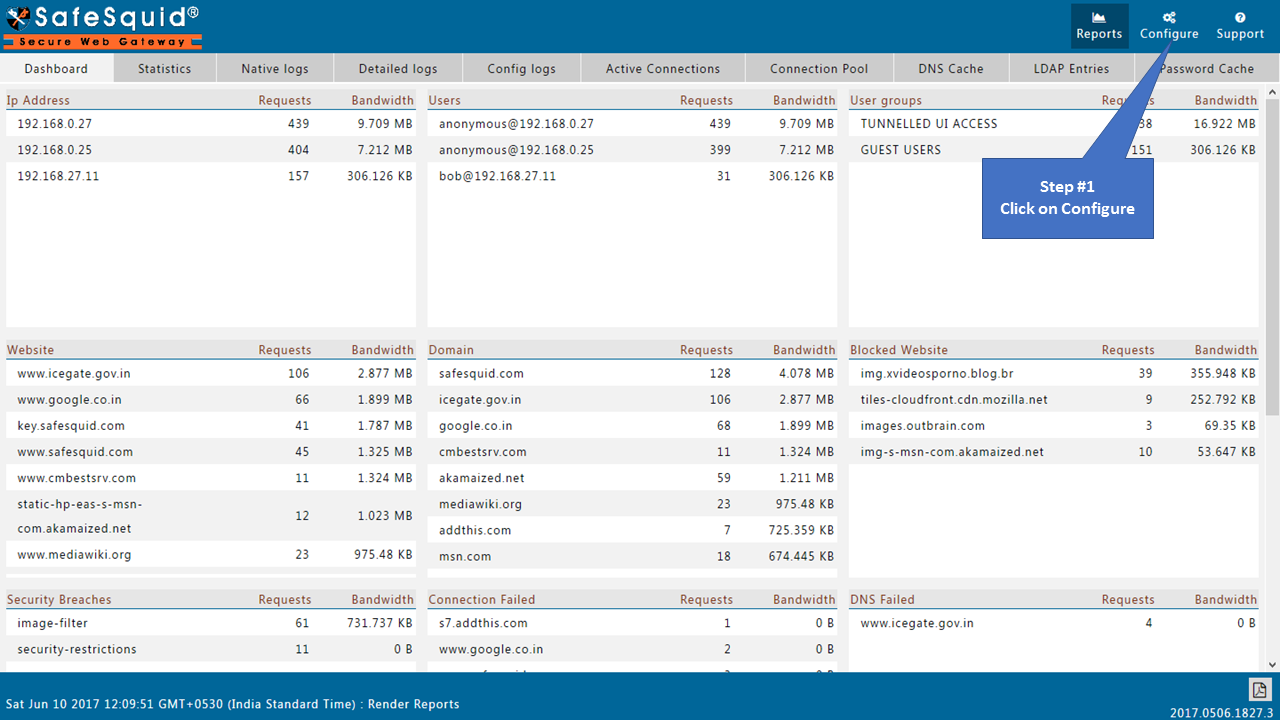 SafeSquid®
Secure Web Gateway
Reports Configure Support
Dashboard Statistics Native logs Detailed logs Config logs Active Connections Connection Pool DNS Cache LDAP Entries Password Cache
Ip Address Requests Bandwidth
192.168.0.27 439 9.709 MB
192.168.0.25 404 7.212 MB
192.168.27.11 157 306.126 KB
Users Requests Bandwidth
anonymous@192.168.0.27 439 9.709 MB
anonymous@192.168.0.25 399 7.212 MB
bob@192.168.27.11 31 306.126 KB
User groups Bandwidth
TUNNELLED UI ACCESS 38 16.922 MB
GUEST USERS 151 306.126 KB
Step #1
Click on Configure
Website Requests Bandwidth
www.icegate.gov.in 106 2.877 MB
www.google.co.in 66 1.899 MB
key.safesquid.com 41 1.787 MB
www.safesquid.com 45 1.325 MB
www.cmbestsrv.com 11 1.324 MB
static-hp-eas-s-msn-
com.akamaized.net 12 1.023 MB
www.mediawiki.org 23 975.48 KB
Domain Requests Bandwidth
safesquid.com 128 4.078 MB
icegate.gov.in 106 2.877 MB
google.co.in 68 1.899 MB
cmbestsrv.com 11 1.324 MB
akamaized.net 59 1.211 MB
mediawiki.org 23 975.48 KB
addthis.com 7 725.359 KB
msn.com 18 674.445 KB
Blocked Website Requests Bandwidth
img.xvideosporno.blog.br 39 355.948 KB
tiles-cloudfront.cdn.mozilla.net 9 252.792 KB
images.outbrain.com 3 69.35 KB
img-s-msn-com.akamaized.net 10 53.647 KB
Security Breaches Requests Bandwidth
image-filter 61 731.737 KB
security-restrictions 11 0 B
Connection Failed Requests Bandwidth
s7.addthis.com 1 0 B
www.google.co.in 2 0 B
DNS Failed Requests Bandwidth
www.icegate.gov.in 4 0 B
Sat Jun 10 2017 12:09:51 GMT+0530 (India Standard Time) : Render Reports
2017.0506.1827.3